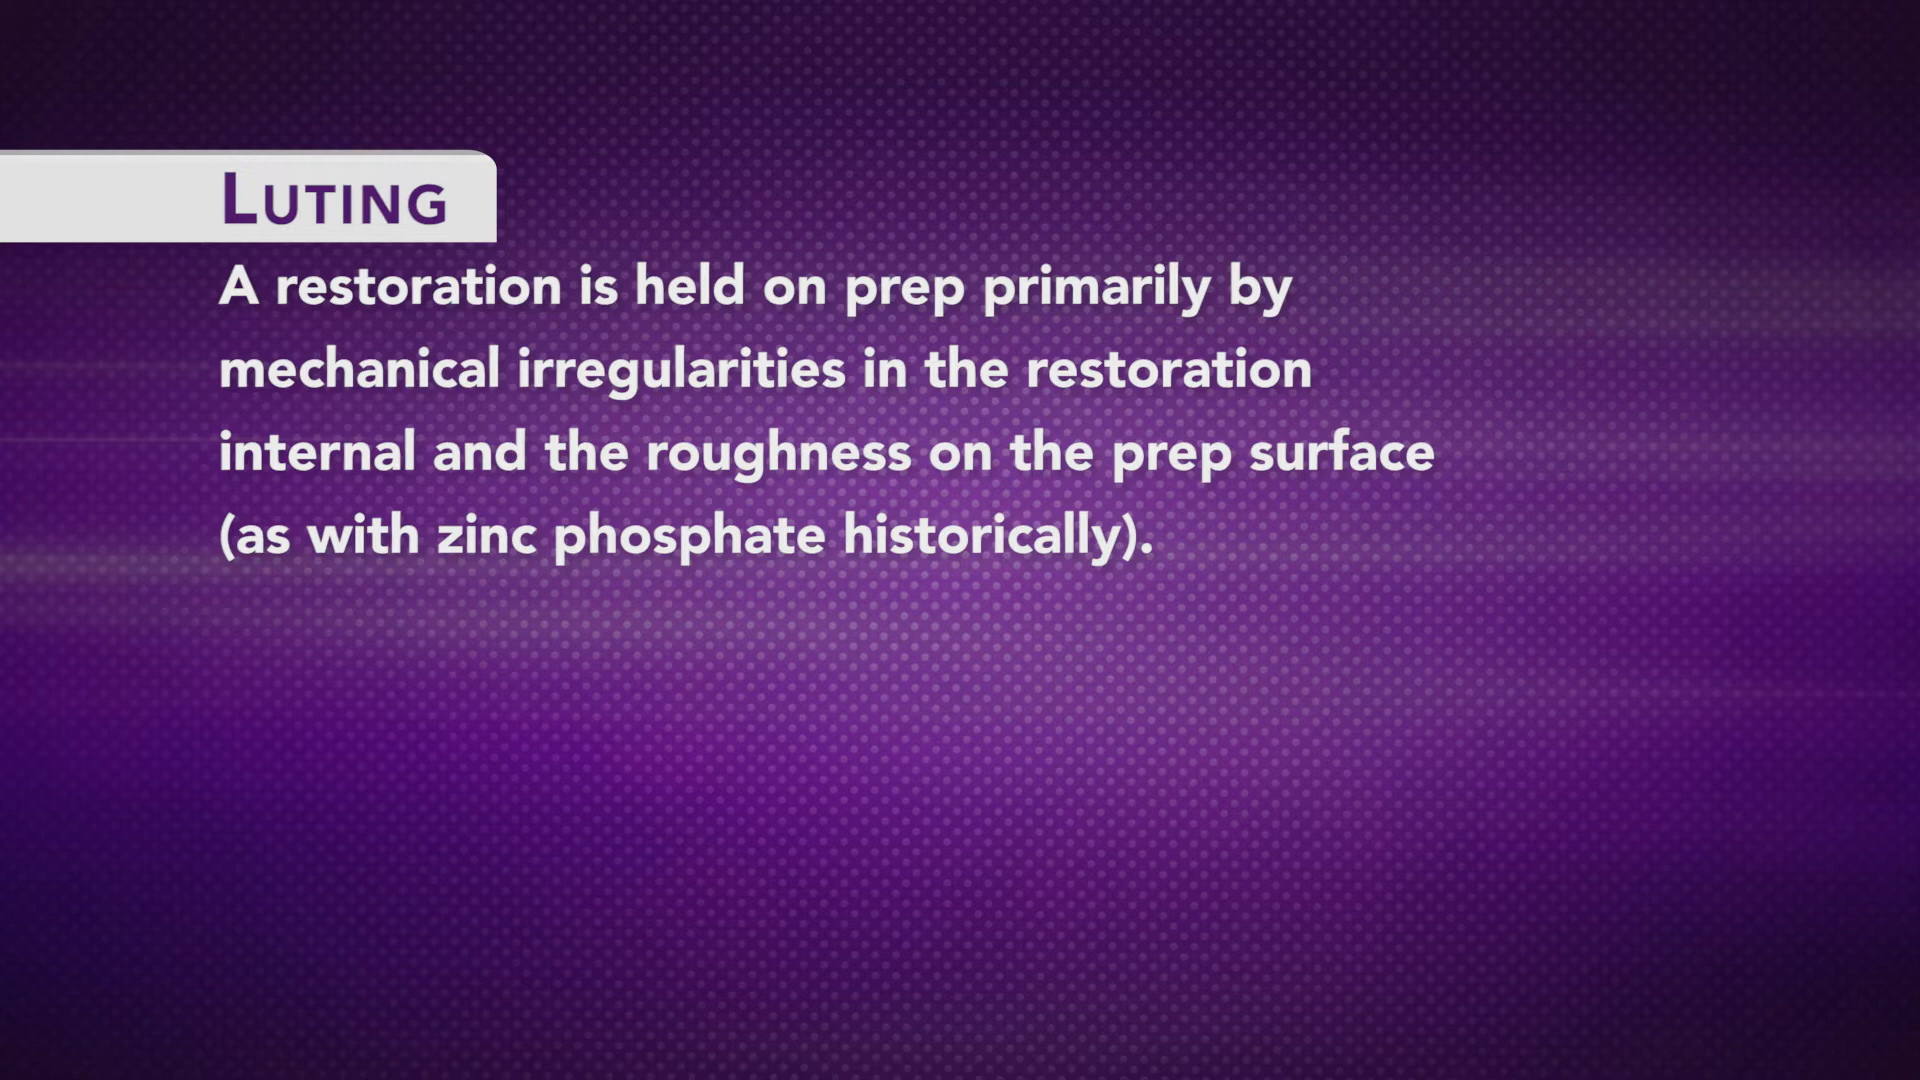 LUTING
A restoration is held on prep primarily by
mechanical irregularities in the restoration
internal and the roughness on the prep surface
(as with zinc phosphate historically).